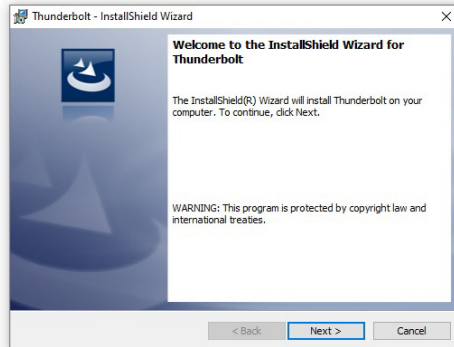 Thunderbolt - InstallShield Wizard
Welcome to the InstallShield Wizard for
Thunderbolt
The InstallShield(R) Wizard will install Thunderbolt on your
computer. To continue, click Next.
WARNING: This program is protected by copyright law and
international treaties.
< Back
Next >
Cancel